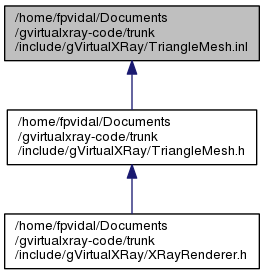 /home/fpvidal/Documents
/gvirtualxray-code/trunk
/include/gVirtualXRay/TriangleMesh.inl
/home/fpvidal/Documents
/gvirtualxray-code/trunk
/include/gVirtualXRay/TriangleMesh.h
/home/fpvidal/Documents
/gvirtualxray-code/trunk
/include/gVirtualXRay/XRayRenderer.h